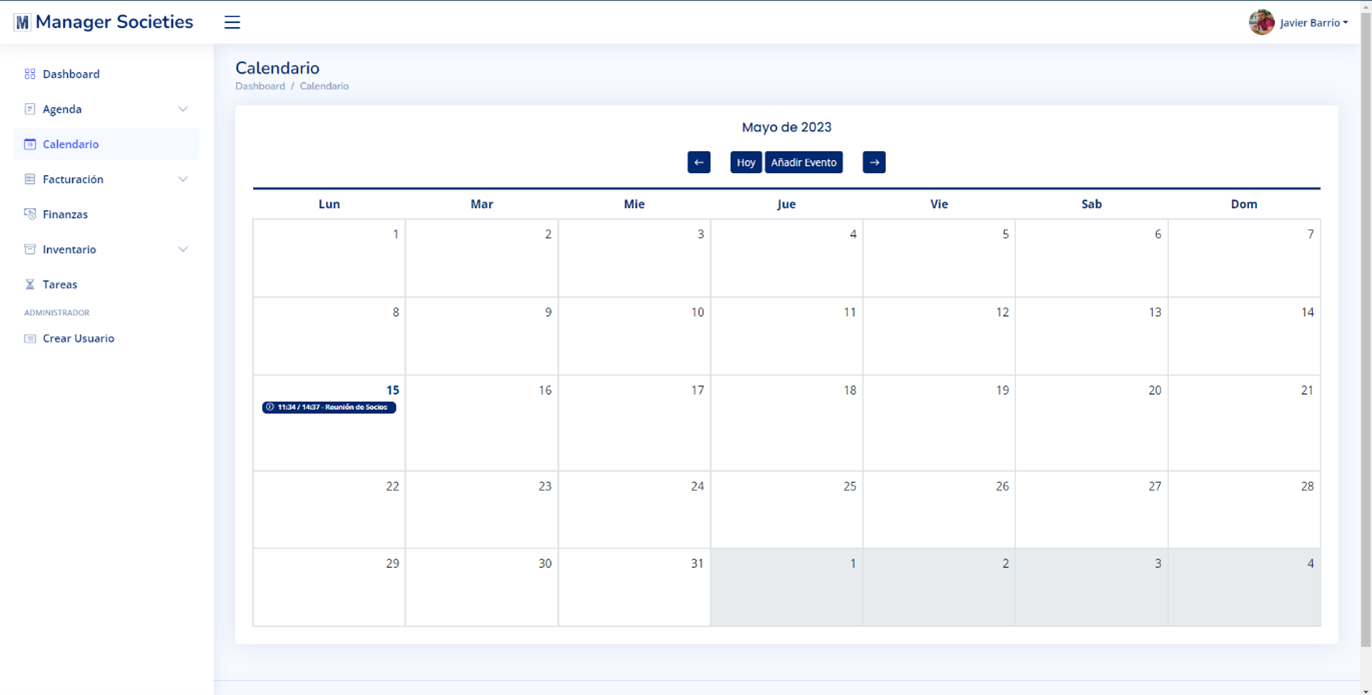 M Manager Societies
Javier Barrio
Dashboard
Agenda
Calendario
Facturación
Finanzas
Inventario
Tareas
ADMINISTRADOR
Crear Usuario
Calendario
Dashboard / Calendario
Mayo de 2023
← Hoy Añadir Evento →
Lun Mar Mie Jue Vie Sab Dom
1 2 3 4 5 6 7
8 9 10 11 12 13 14
15 16 17 18 19 20 21
11:34 / 14:37 - Reunión de Socios
22 23 24 25 26 27 28
29 30 31 1 2 3 4